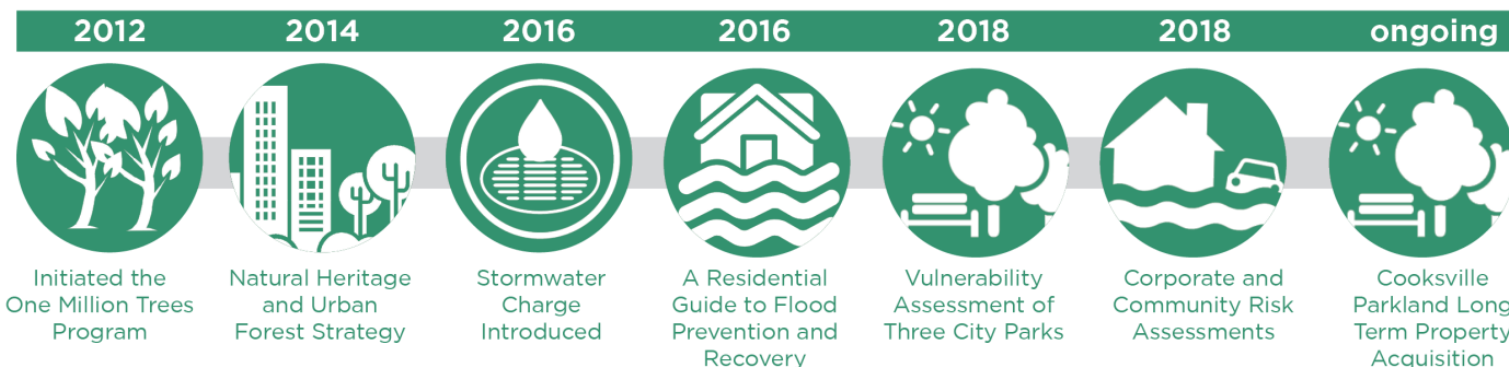 2012
2014
2016
2016
2018
2018
ongoing
Initiated the
One Million Trees
Program
Natural Heritage
and Urban
Forest Strategy
Stormwater
Charge
Introduced
A Residential
Guide to Flood
Prevention and
Recovery
Vulnerability
Assessment of
Three City Parks
Corporate and
Community Risk
Assessments
Cooksville
Parkland Long
Term Property
Acquisition